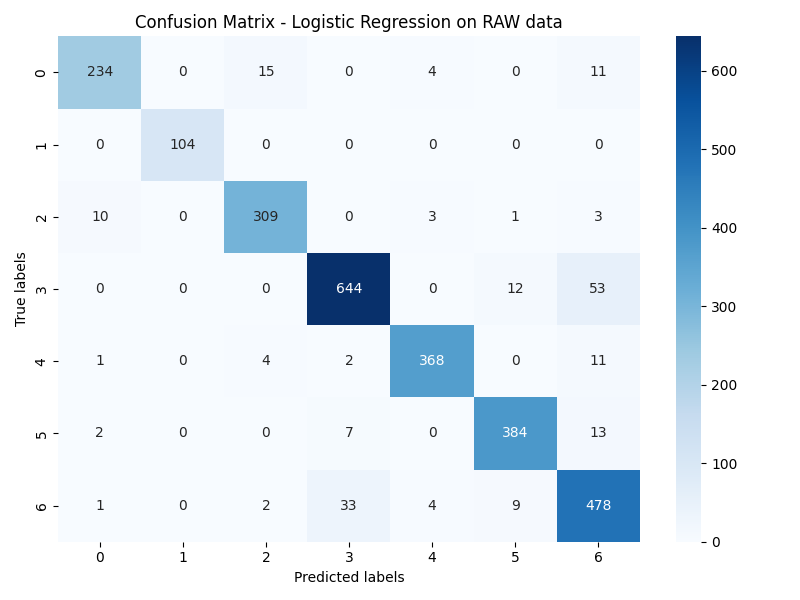 Confusion Matrix - Logistic Regression on RAW data
0 234 0 15 0 4 0 11
1 0 104 0 0 0 0 0
2 10 0 309 0 3 1 3
3 0 0 0 644 0 12 53
4 1 0 4 2 368 0 11
5 2 0 0 7 0 384 13
6 1 0 2 33 4 9 478
0 1 2 3 4 5 6
Predicted labels
True labels
600
500
400
300
200
100
0